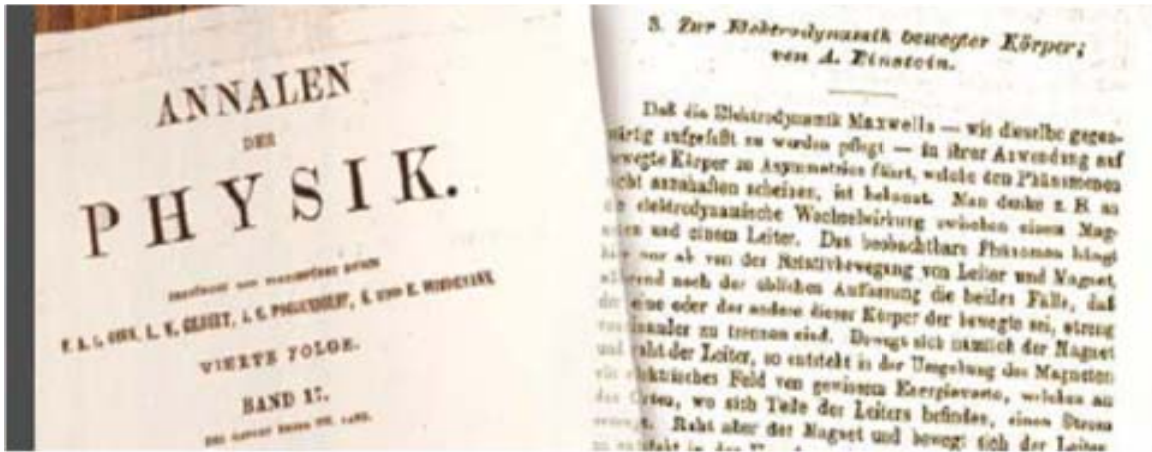 ANNALEN
DER
PHYSIK.
VIERTE FOLGE.
BAND 17.
3. Zur Elektrodynamik bewegter Körper;
von A. Einstein.
Daß die Elektrodynamik Maxwells — wie dieselbe gegen-
wärtig aufgefaßt zu werden pflegt — in ihrer Anwendung auf
bewegte Körper zu Asymmetrien führt, welche den Phänomenen
nicht anzuhaften scheinen, ist bekannt. Man denke z. B. an
die elektrodynamische Wechselwirkung zwischen einem Mag-
neten und einem Leiter. Das beobachtbare Phänomen hängt
hier nur ab von der Relativbewegung von Leiter und Magnet,
während nach der üblichen Auffassung die beiden Fälle, daß
der eine oder der andere dieser Körper der bewegte sei, streng
voneinander zu trennen sind. Bewegt sich nämlich der Magnet
und ruht der Leiter, so entsteht in der Umgebung des Magneten
ein elektrisches Feld von gewissem Energiewerte, welches an
den Orten, wo sich Teile des Leiters befinden, einen Strom
Ruht aber der Magnet und bewegt sich der Leiter,